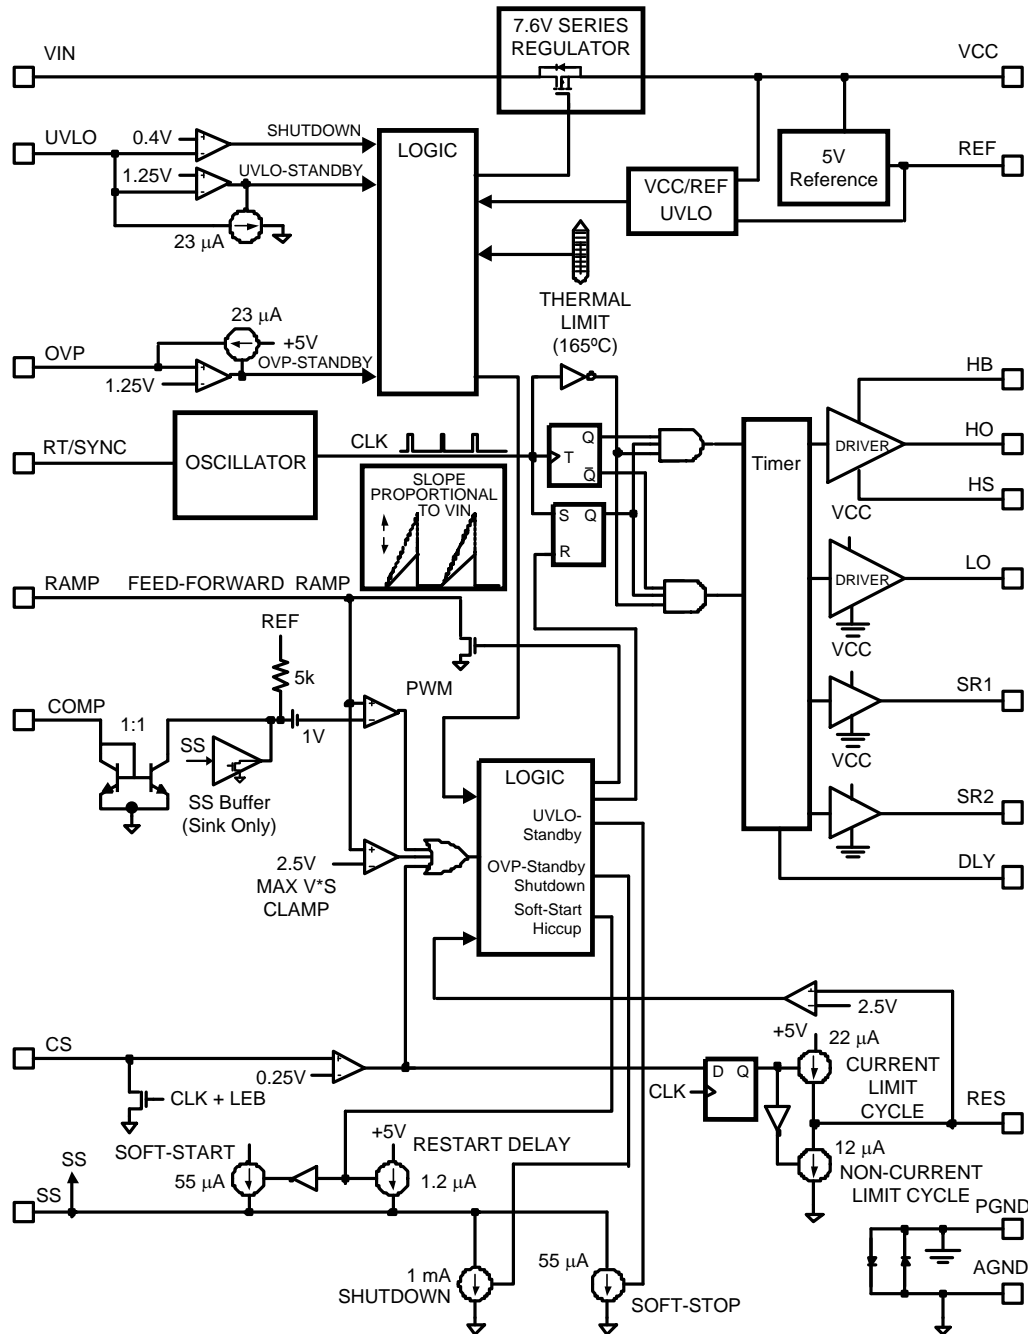 7.6V SERIES
REGULATOR
VIN
VCC
UVLO
0.4V
+
-
SHUTDOWN
1.25V
+
-
UVLO-STANDBY
23 μA
LOGIC
5V
Reference
REF
VCC/REF
UVLO
THERMAL
LIMIT
(165ºC)
23 μA
+5V
OVP
1.25V
+
-
OVP-STANDBY
HB
HO
HS
DRIVER
RT/SYNC
OSCILLATOR
CLK
T
Q
Q̅
Timer
SLOPE
PROPORTIONAL
TO VIN
S
Q
R
VCC
DRIVER
LO
RAMP
FEED-FORWARD RAMP
REF
5k
PWM
VCC
COMP
1:1
SS
1V
+
-
SR1
SS Buffer
(Sink Only)
VCC
LOGIC
UVLO-
Standby
OVP-Standby
Shutdown
Soft-Start
Hiccup
2.5V
+
-
MAX V*S
CLAMP
SR2
DLY
2.5V
+
-
CS
0.25V
+
-
CLK + LEB
+5V
22 μA
D
Q
CLK
CURRENT
LIMIT
CYCLE
RES
12 μA
NON-CURRENT
LIMIT CYCLE
SOFT-START
+5V
RESTART DELAY
55 μA
1.2 μA
SS
SS
1 mA
SHUTDOWN
55 μA
SOFT-STOP
PGND
AGND